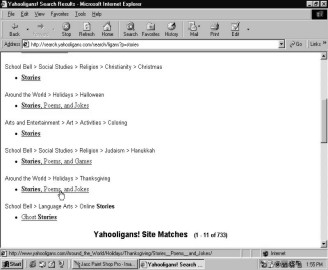 Yahooligans! Search Results - Microsoft Internet Explorer
File Edit View Favorites Tools Help
Back Stop Refresh Home Search Favorites History Mail Print Edit
Address http://search.yahooligans.com/search/ligans?p=stories Go Links »
School Bell > Social Studies > Religion > Christianity > Christmas
• Stories
Around the World > Holidays > Halloween
• Stories, Poems, and Jokes
Arts and Entertainment > Art > Activities > Coloring
• Stories
School Bell > Social Studies > Religion > Judaism > Hanukkah
• Stories, Poems, and Games
Around the World > Holidays > Thanksgiving
• Stories, Poems, and Jokes
School Bell > Language Arts > Online Stories
• Ghost Stories
Yahooligans! Site Matches (1 - 11 of 733)
http://www.yahooligans.com/Around_the_World/Holidays/Thanksgiving/Stories__Poems__and_Jokes/ Internet
Start Jasc Paint Shop Pro - Ima... Yahooligans! Search ... 1:55 PM